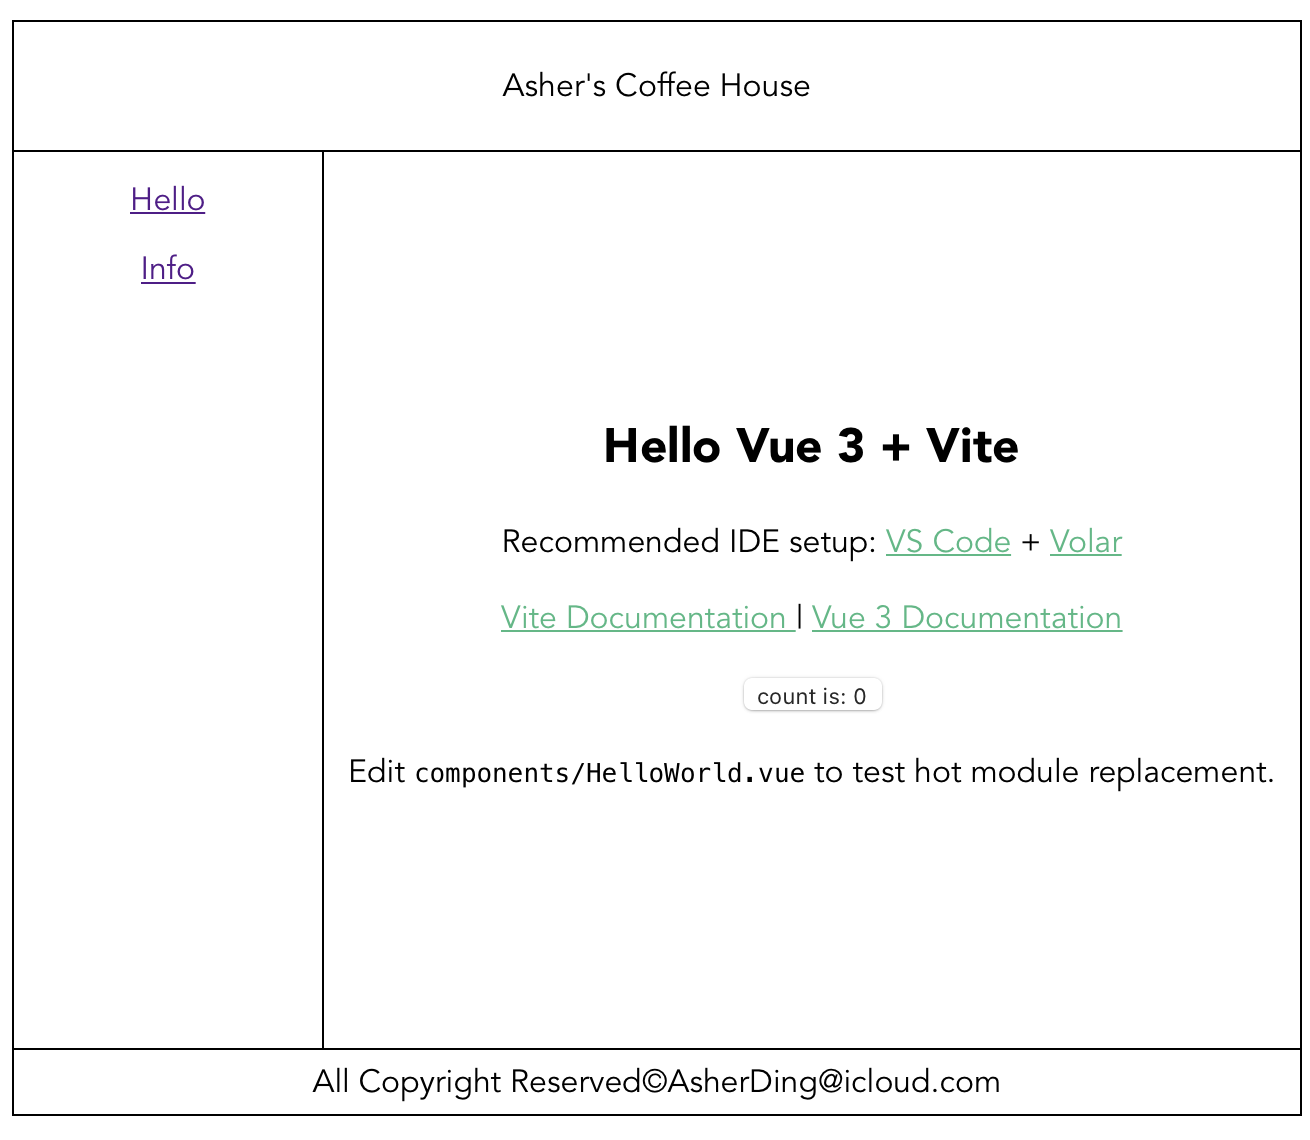 Asher's Coffee House
Hello
Info
Hello Vue 3 + Vite
Recommended IDE setup: VS Code + Volar
Vite Documentation | Vue 3 Documentation
count is: 0
Edit components/HelloWorld.vue to test hot module replacement.
All Copyright Reserved©AsherDing@icloud.com